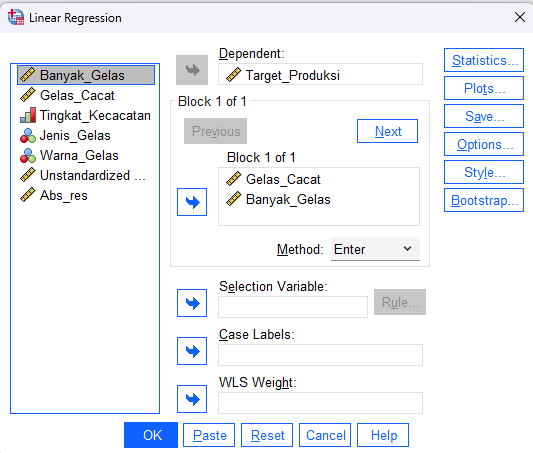 Linear Regression
Banyak_Gelas
Gelas_Cacat
Tingkat_Kecacatan
Jenis_Gelas
Warna_Gelas
Unstandardized ...
Abs_res
Dependent:
Target_Produksi
Block 1 of 1
Previous
Next
Block 1 of 1
Gelas_Cacat
Banyak_Gelas
Method: Enter
Selection Variable:
Rule...
Case Labels:
WLS Weight:
Statistics...
Plots...
Save...
Options...
Style...
Bootstrap...
OK Paste Reset Cancel Help